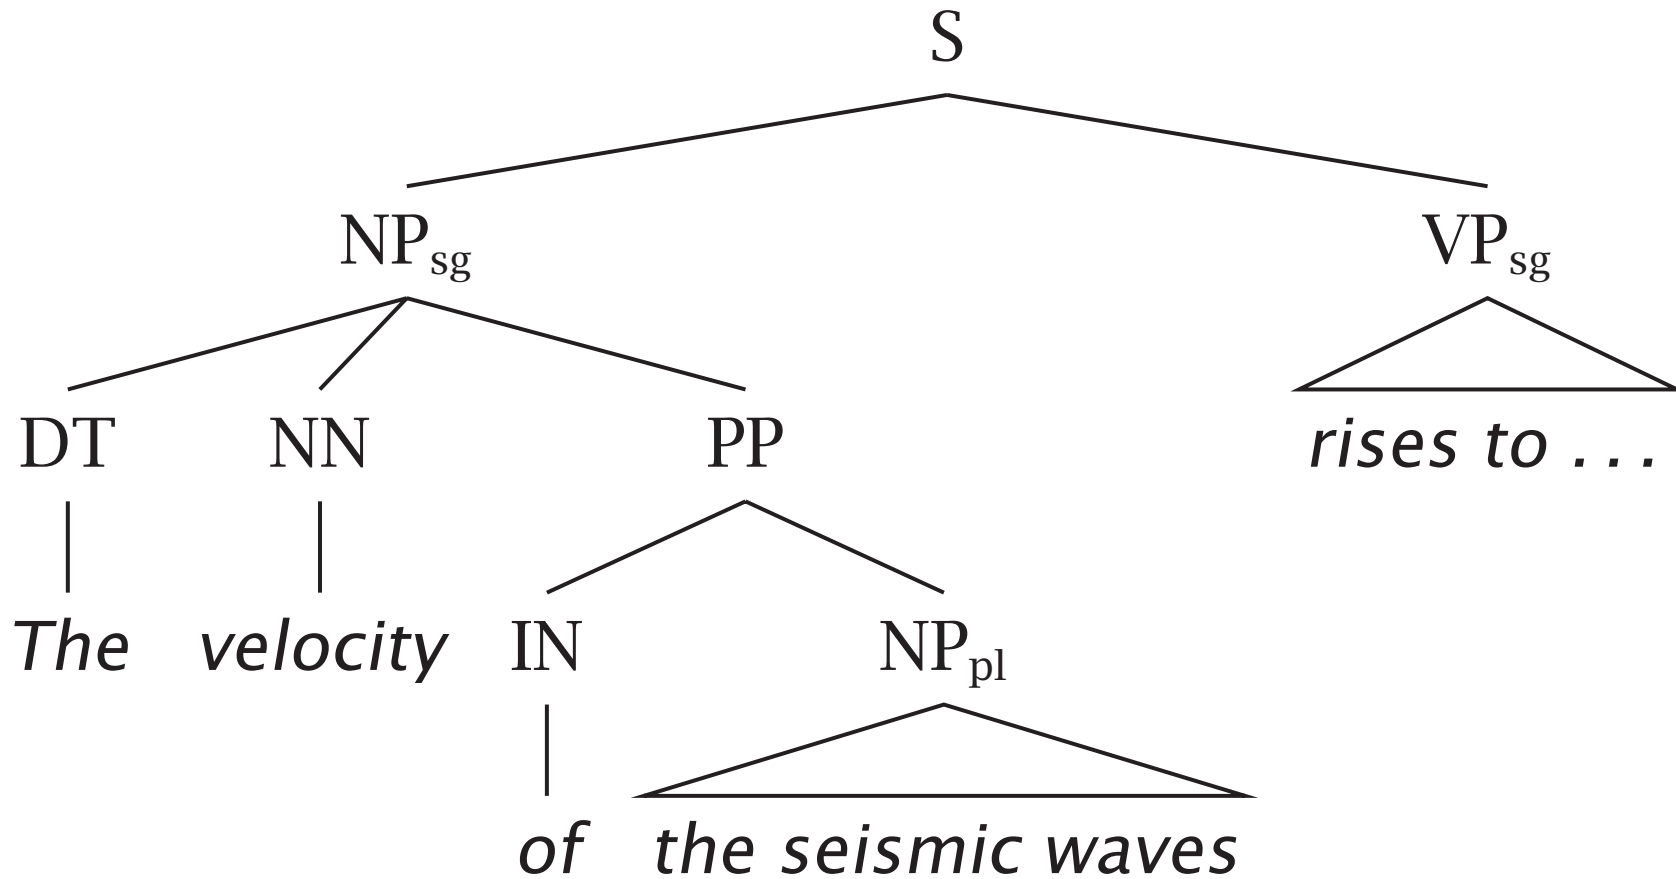 S
NPsg VPsg
DT NN PP rises to . . .
The velocity IN NPpl
of the seismic waves